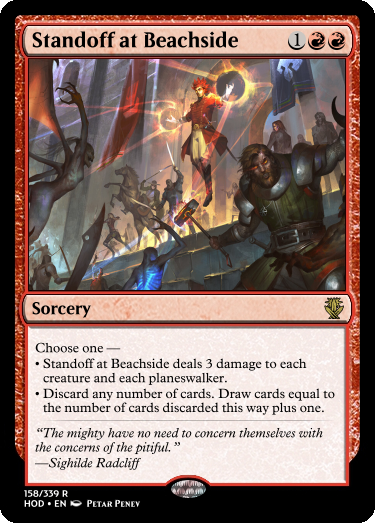 Standoff at Beachside 1
Sorcery
Choose one —
• Standoff at Beachside deals 3 damage to each
creature and each planeswalker.
• Discard any number of cards. Draw cards equal to
the number of cards discarded this way plus one.
“The mighty have no need to concern themselves with
the concerns of the pitiful.”
—Sighilde Radcliff
158/339 R
HOD • EN Petar Penev